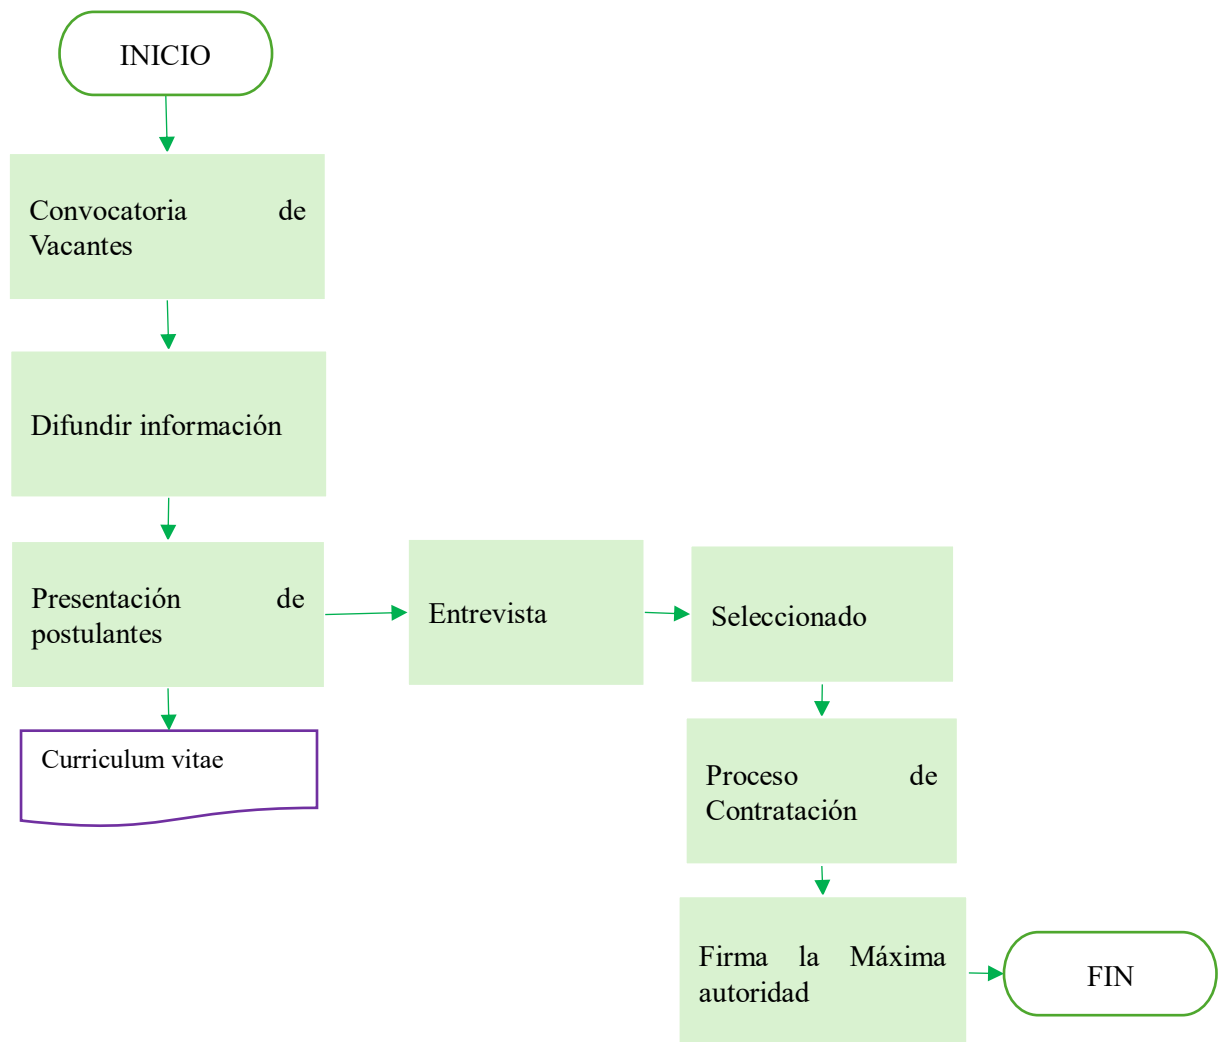 INICIO
Convocatoria de
Vacantes
Difundir información
Presentación de
postulantes
Curriculum vitae
Entrevista
Seleccionado
Proceso de
Contratación
Firma la Máxima
autoridad
FIN